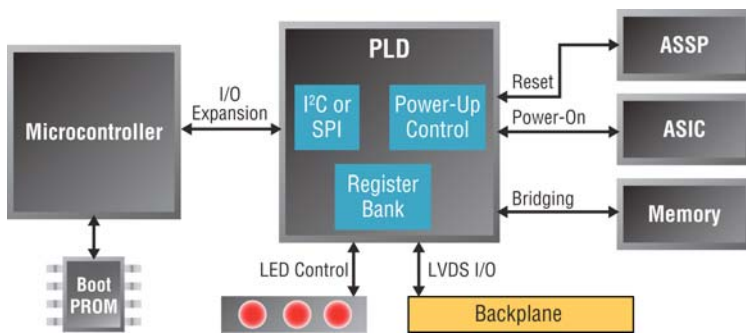 PLD
ASSP
Reset
I/O
Expansion
I²C or
SPI
Power-Up
Control
Microcontroller
Power-On
ASIC
Register
Bank
Bridging
Memory
LED Control
LVDS I/O
Boot
PROM
Backplane